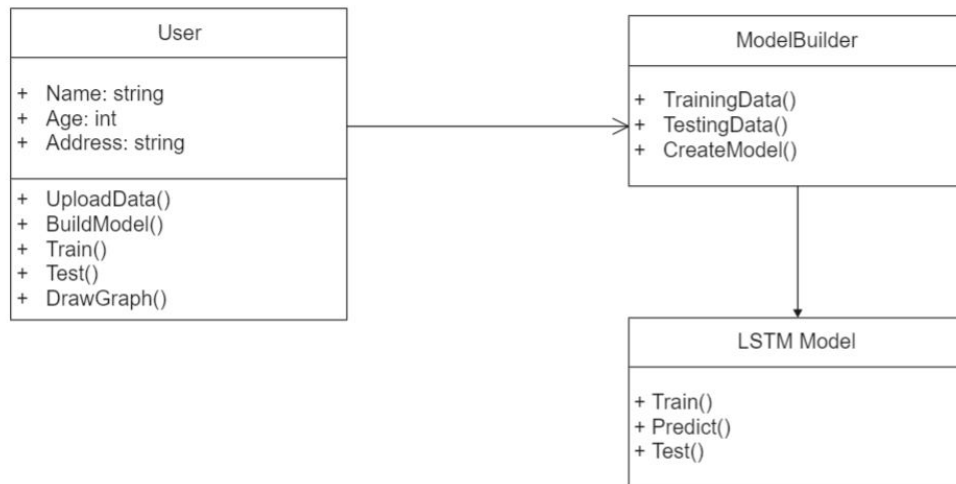 User
+ Name: string
+ Age: int
+ Address: string
+ UploadData()
+ BuildModel()
+ Train()
+ Test()
+ DrawGraph()
ModelBuilder
+ TrainingData()
+ TestingData()
+ CreateModel()
LSTM Model
+ Train()
+ Predict()
+ Test()